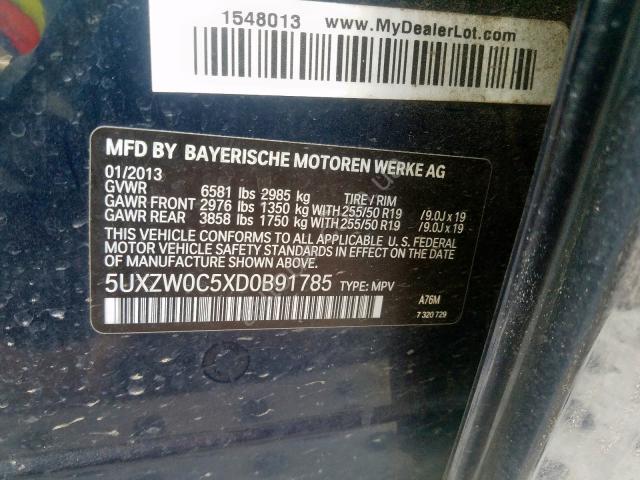 1548013 www.MyDealerLot.com
MFD BY BAYERISCHE MOTOREN WERKE AG
01/2013
GVWR 6581 lbs 2985 kg TIRE / RIM
GAWR FRONT 2976 lbs 1350 kg WITH 255/50 R19 /9.0J x 19
GAWR REAR 3858 lbs 1750 kg WITH 255/50 R19 /9.0J x 19
THIS VEHICLE CONFORMS TO ALL APPLICABLE U. S. FEDERAL
MOTOR VEHICLE SAFETY STANDARDS IN EFFECT ON THE DATE
OF MANUFACTURE SHOWN ABOVE.
5UXZW0C5XD0B91785 TYPE: MPV
A76M
7 320 729